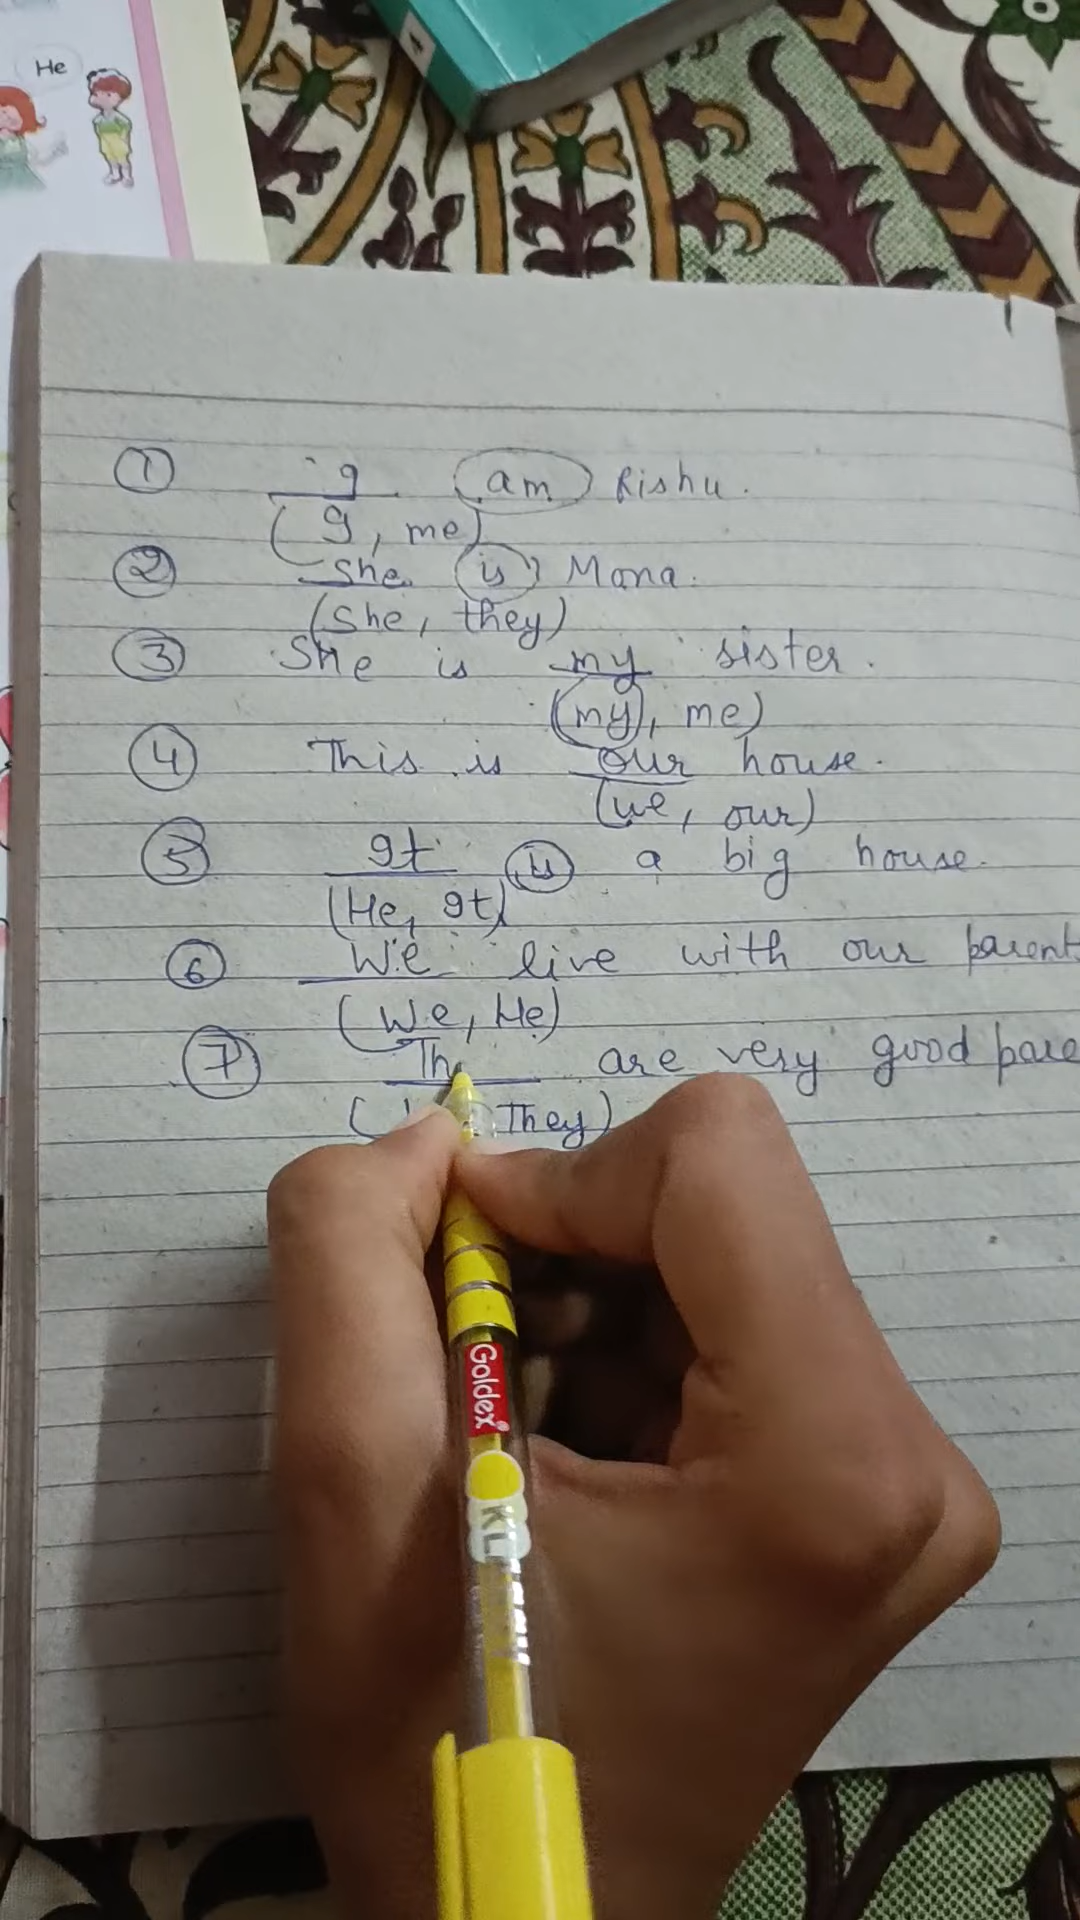 He
① I am Rishu.
(I, me)
② She is Mona.
(She, they)
③ She is my sister.
(my, me)
④ This is our house.
(we, our)
⑤ It is a big house.
(He, It)
⑥ We live with our parent
(We, He)
⑦ Th are very good pare
They)
Goldex
KL